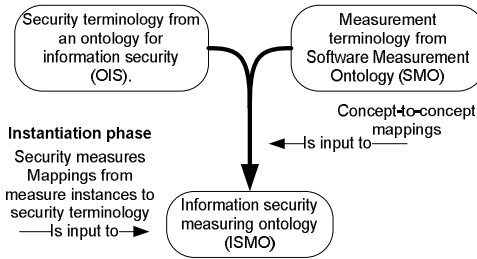 Security terminology from
an ontology for
information security
(OIS).
Measurement
terminology from
Software Measurement
Ontology (SMO)
Concept-to-concept
mappings
Is input to
Instantiation phase
Security measures
Mappings from
measure instances to
security terminology
Is input to
Information security
measuring ontology
(ISMO)